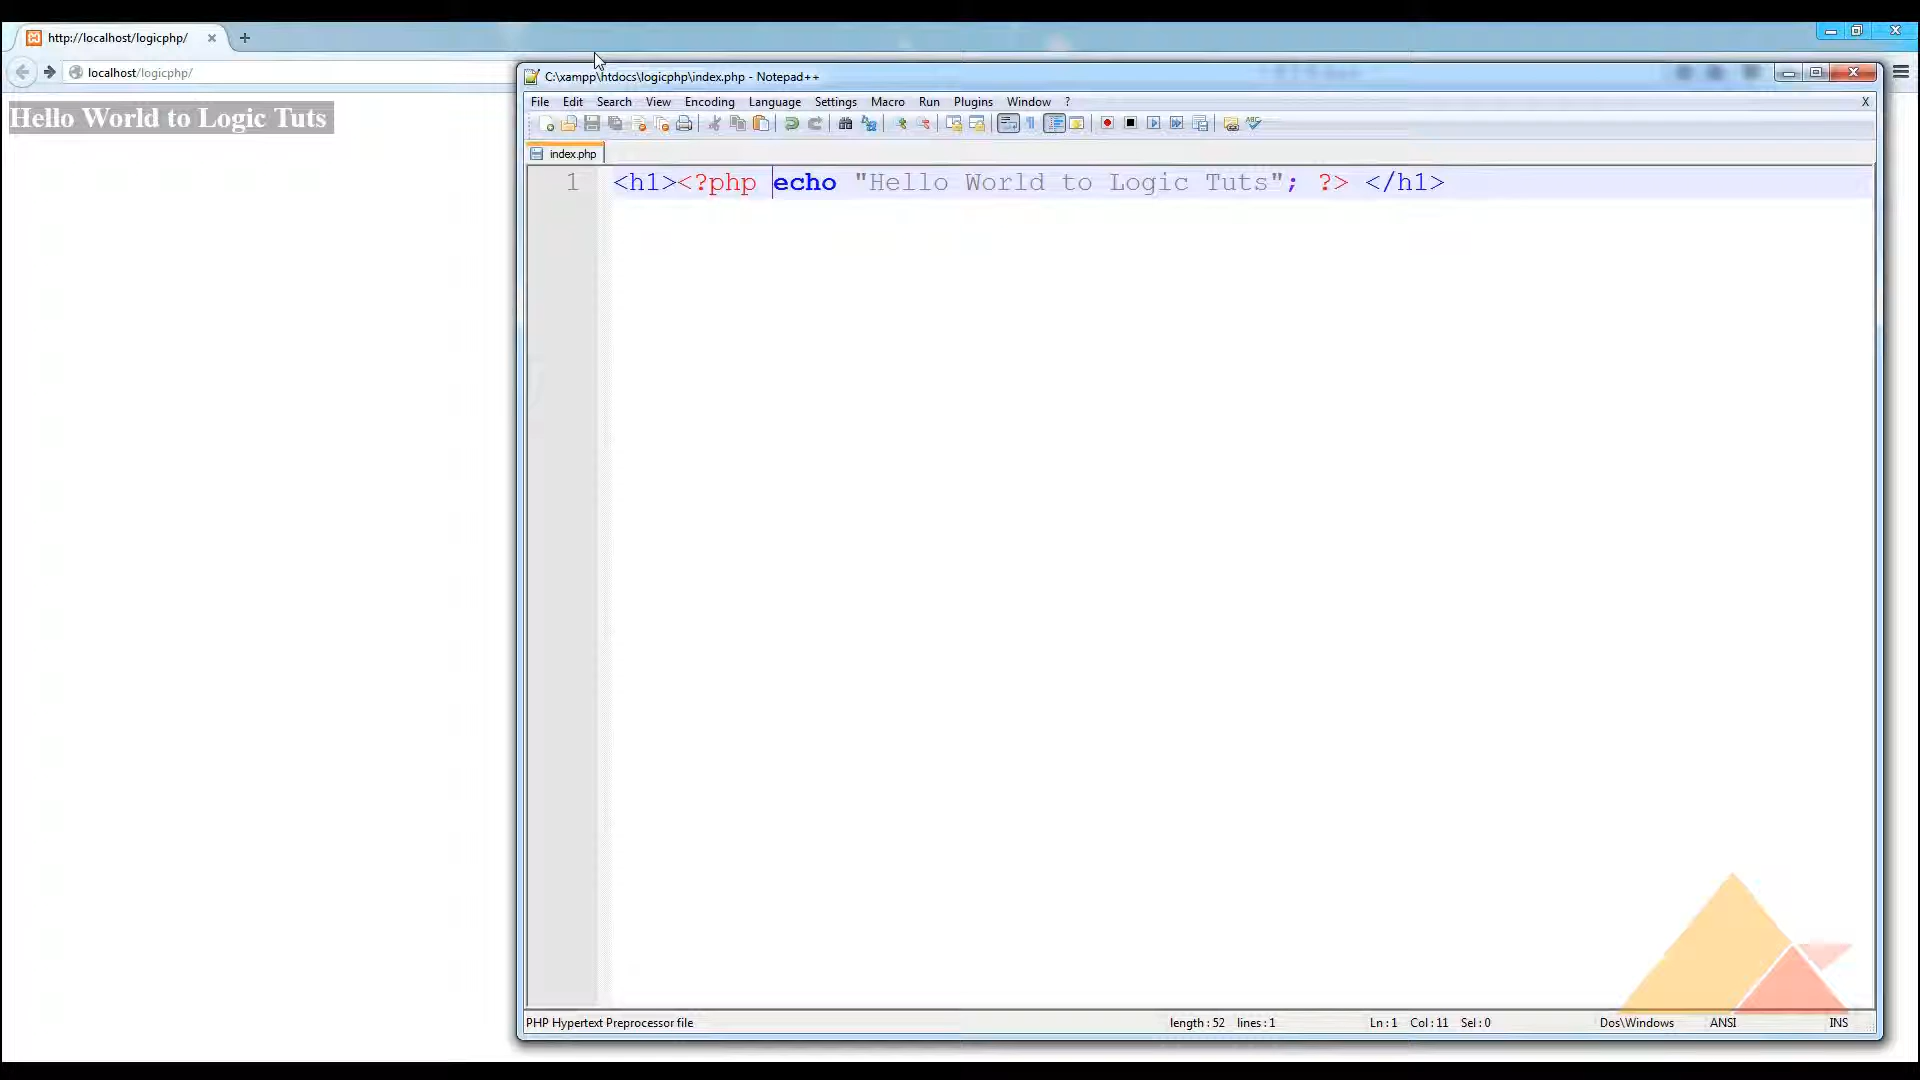 http://localhost/logicphp/
localhost/logicphp/
Hello World to Logic Tuts
C:\xampp\htdocs\logicphp\index.php - Notepad++
File Edit Search View Encoding Language Settings Macro Run Plugins Window ? X
index.php
1 <h1><?php echo "Hello World to Logic Tuts"; ?> </h1>
PHP Hypertext Preprocessor file length : 52 lines : 1 Ln : 1 Col : 11 Sel : 0 Dos\Windows ANSI INS